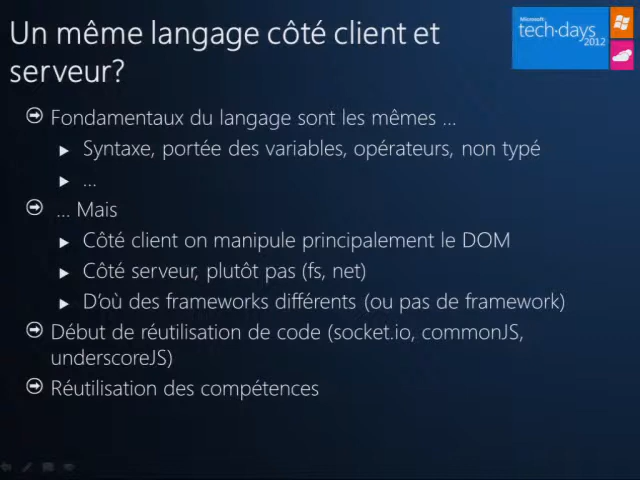 Un même langage côté client et
serveur?
Microsoft
tech·days
2012
Fondamentaux du langage sont les mêmes ...
Syntaxe, portée des variables, opérateurs, non typé
...
... Mais
Côté client on manipule principalement le DOM
Côté serveur, plutôt pas (fs, net)
D'où des frameworks différents (ou pas de framework)
Début de réutilisation de code (socket.io, commonJS,
underscoreJS)
Réutilisation des compétences